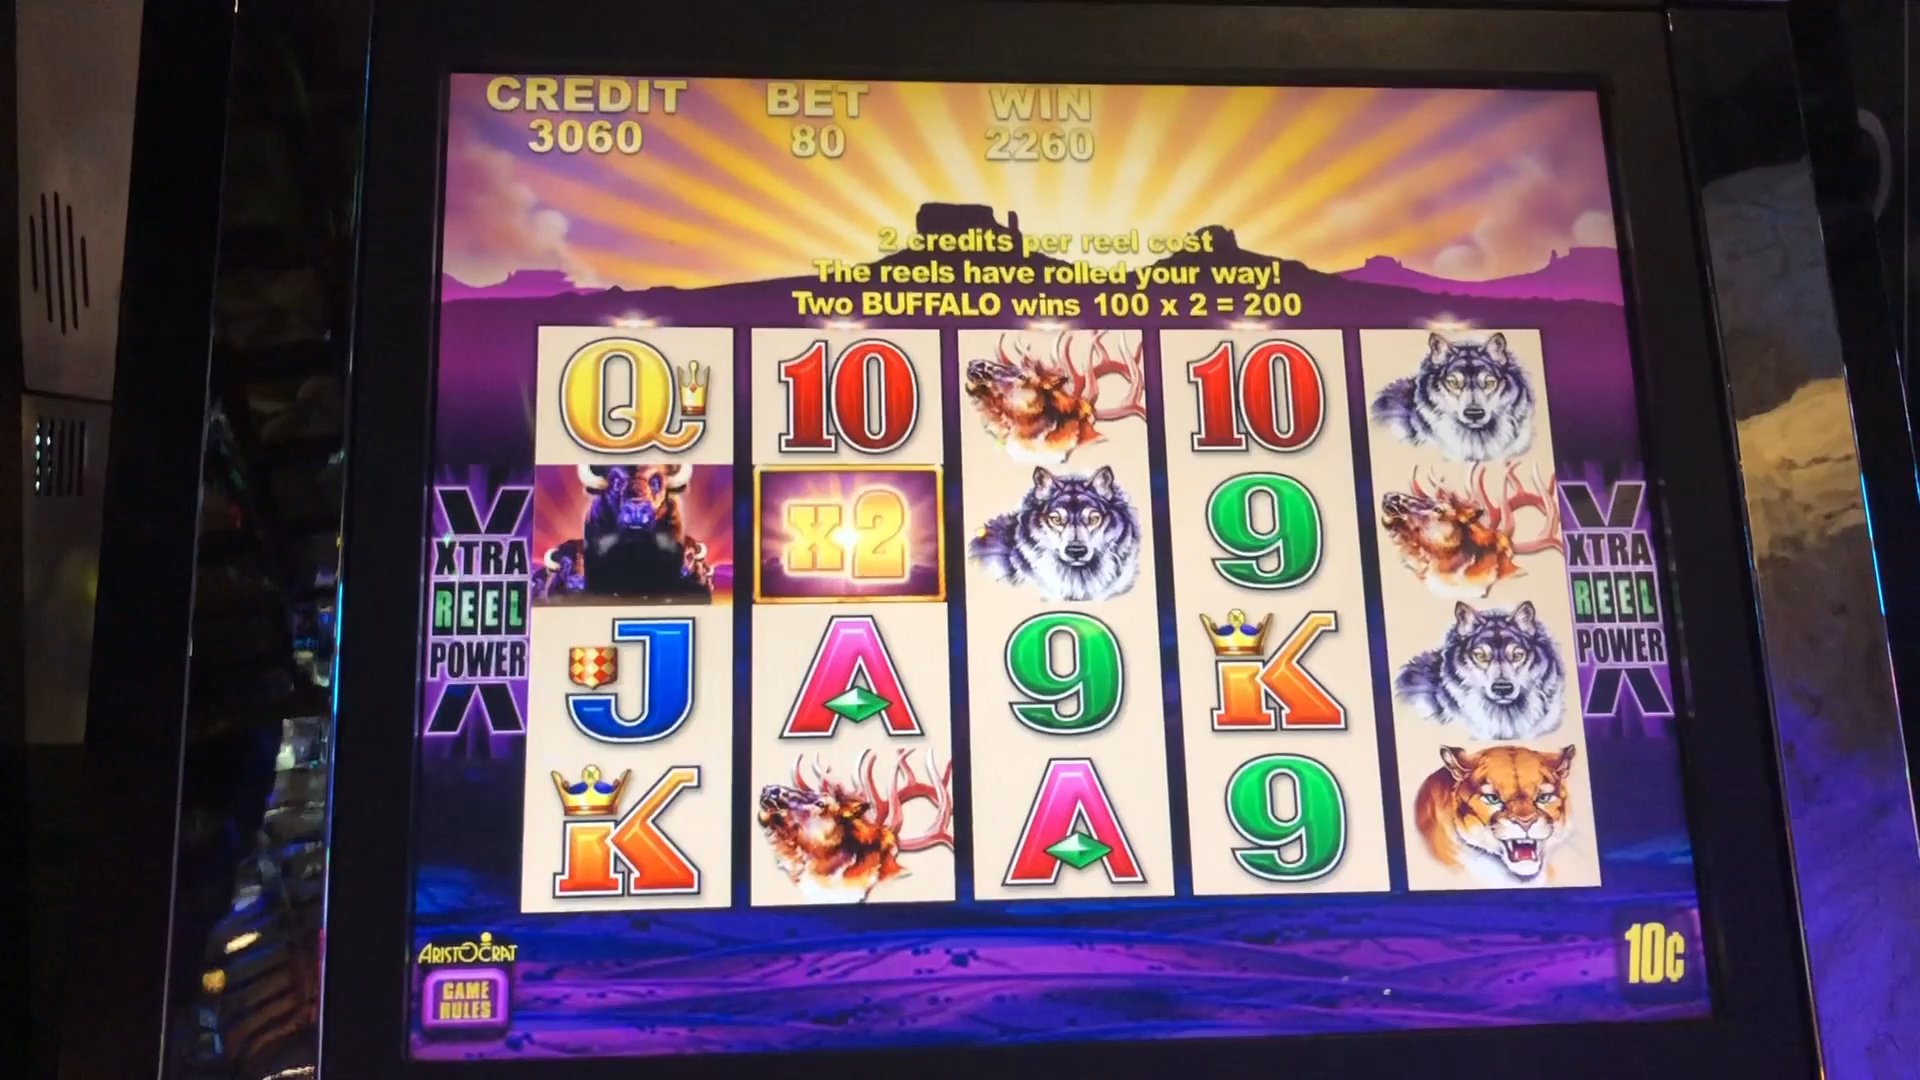 CREDIT BET WIN
3060 80 2260
2 credits per reel cost
The reels have rolled your way!
Two BUFFALO wins 100 x 2 = 200
Q 10 10
X2 9
J A 9 K
K A 9
XTRA
REEL
POWER
XTRA
REEL
POWER
ARISTOCRAT
GAME
RULES
10¢